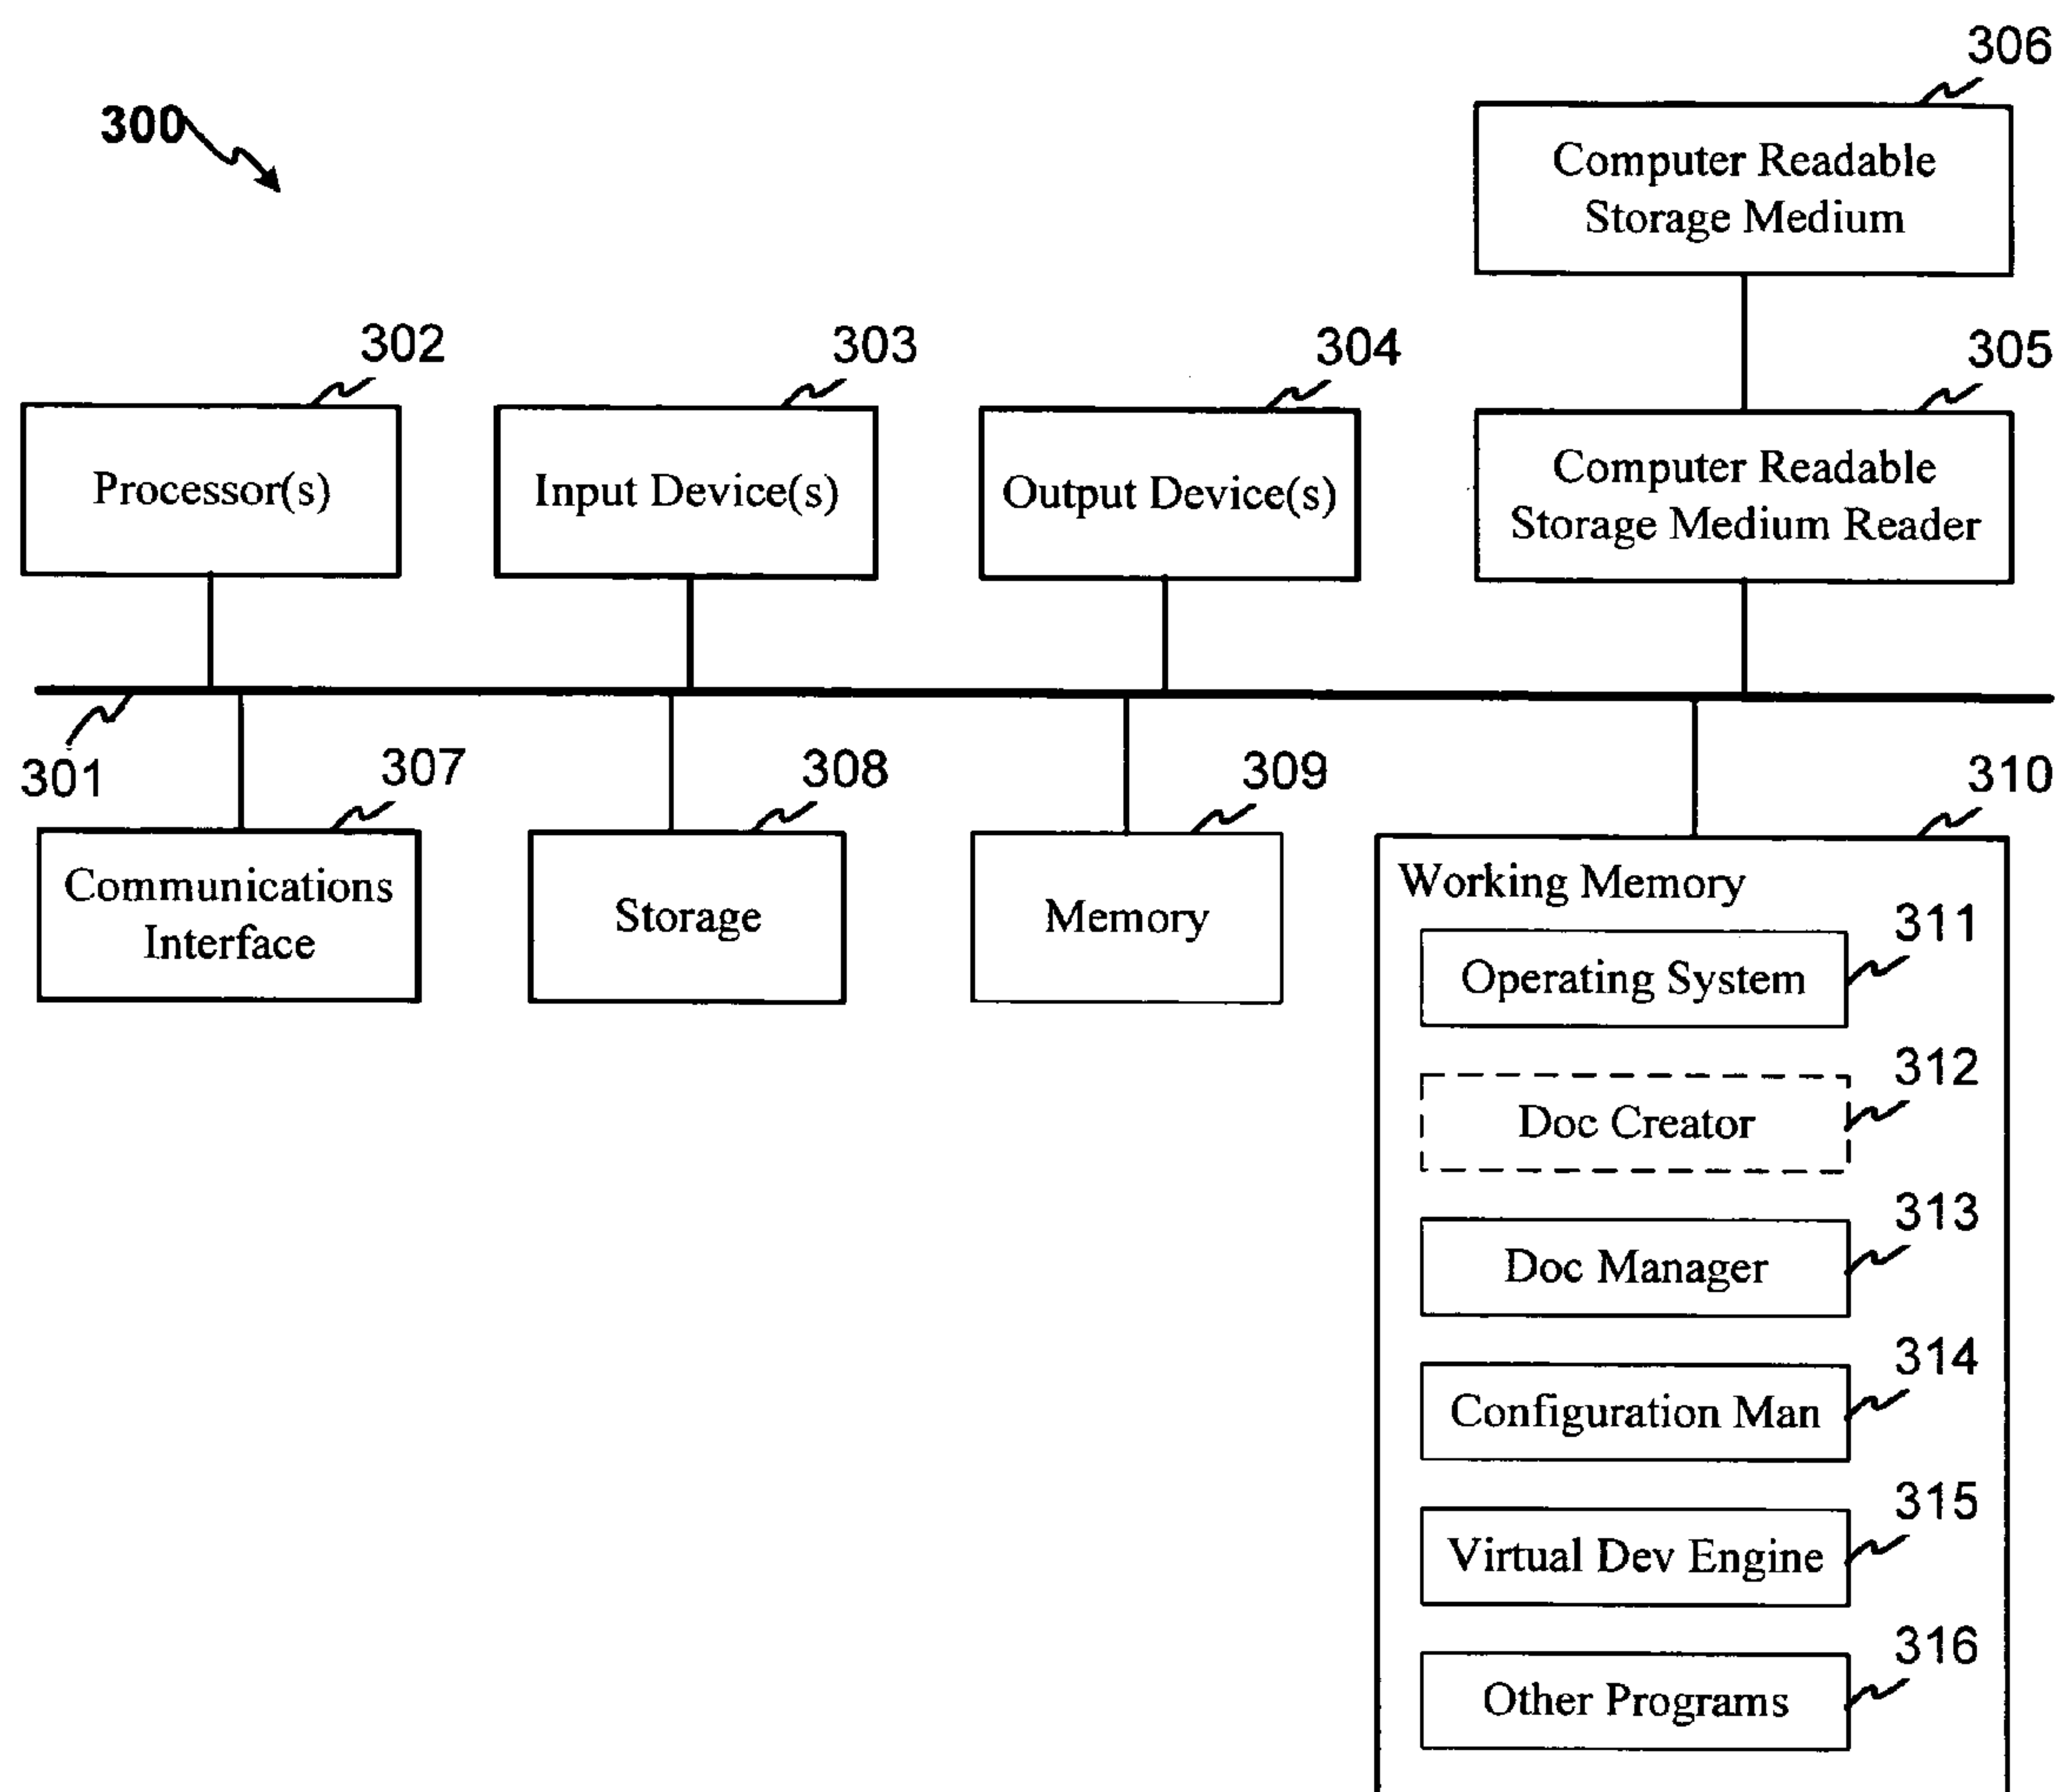 306
300
Computer Readable
Storage Medium
302
303
304
305
Processor(s)
Input Device(s)
Output Device(s)
Computer Readable
Storage Medium Reader
301
307
308
309
310
Communications
Interface
Storage
Memory
Working Memory
311
Operating System
312
Doc Creator
313
Doc Manager
314
Configuration Man
315
Virtual Dev Engine
316
Other Programs